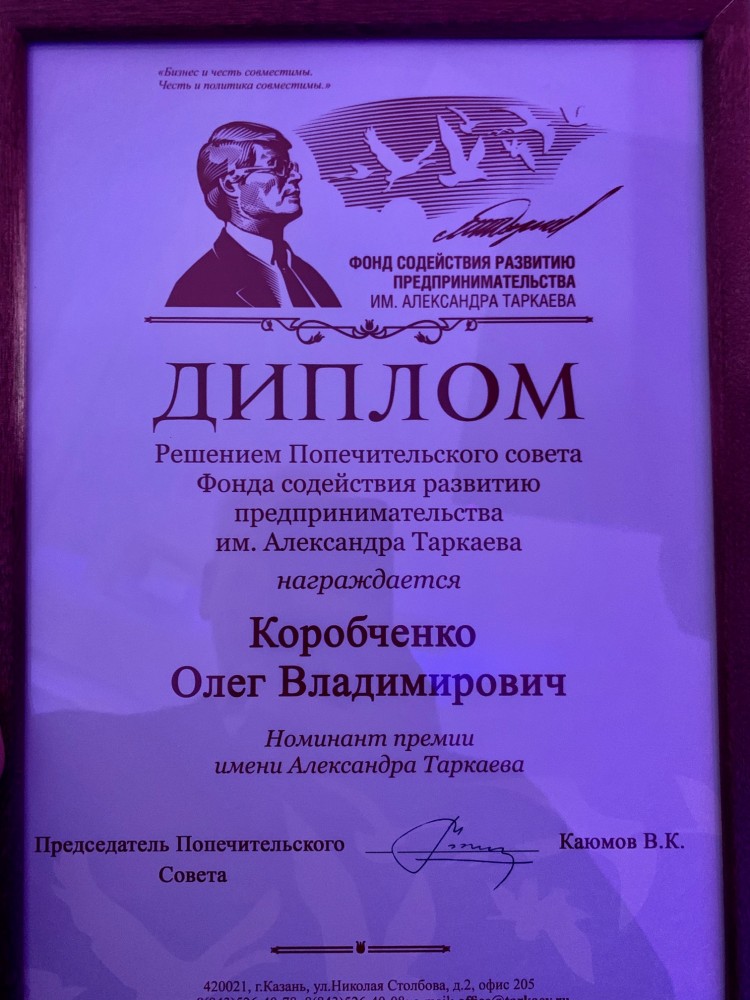 «Бизнес и честь совместимы.
Честь и политика совместимы.»
ФОНД СОДЕЙСТВИЯ РАЗВИТИЮ
ПРЕДПРИНИМАТЕЛЬСТВА
ИМ. АЛЕКСАНДРА ТАРКАЕВА
ДИПЛОМ
Решением Попечительского совета
Фонда содействия развитию
предпринимательства
им. Александра Таркаева
награждается
Коробченко
Олег Владимирович
Номинант премии
имени Александра Таркаева
Председатель Попечительского
Совета
Каюмов В.К.
420021, г.Казань, ул.Николая Столбова, д.2, офис 205